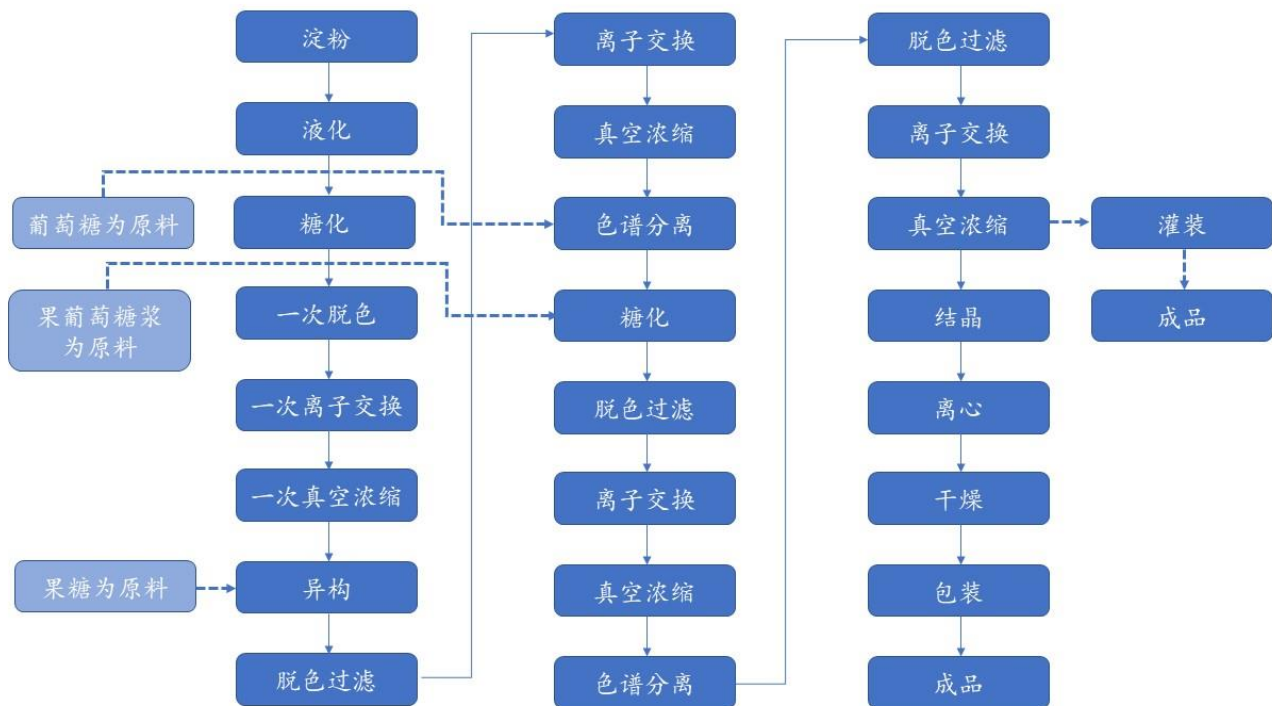 淀粉
液化
葡萄糖为原料
糖化
果葡萄糖浆
为原料
一次脱色
一次离子交换
一次真空浓缩
果糖为原料
异构
脱色过滤
离子交换
真空浓缩
色谱分离
糖化
脱色过滤
离子交换
真空浓缩
色谱分离
脱色过滤
离子交换
真空浓缩
灌装
成品
结晶
离心
干燥
包装
成品